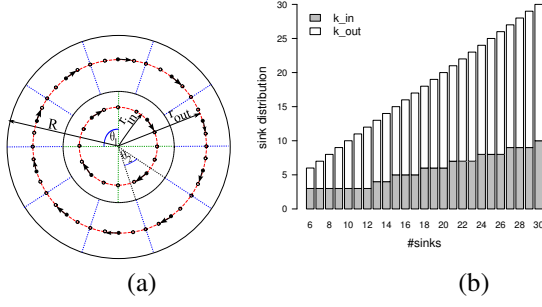 R
r_in
r_out
θ
k_in
k_out
sink distribution
30
25
20
15
10
5
0
6 8 10 12 14 16 18 20 22 24 26 28 30
#sinks
(a)
(b)